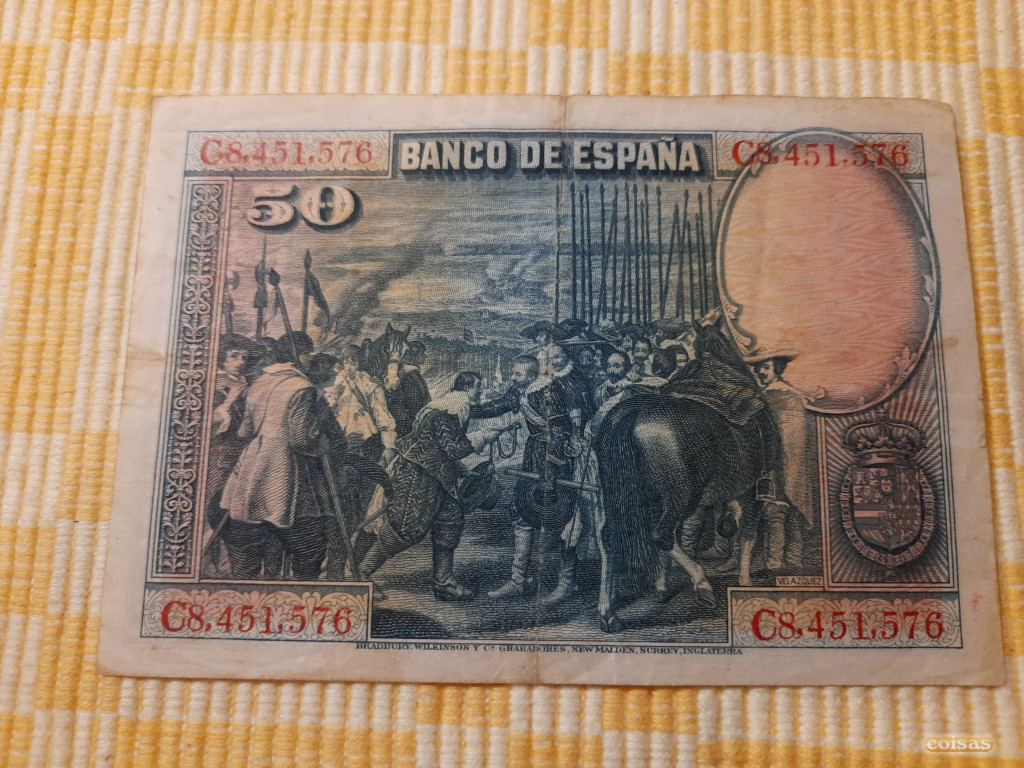 C8,451,576 BANCO DE ESPAÑA C8,451,576
50
VELAZQUEZ
C8,451,576 C8,451,576
BRADBURY, WILKINSON Y Cª GRABADORES, NEW MALDEN, SURREY, INGLATERRA
coisas